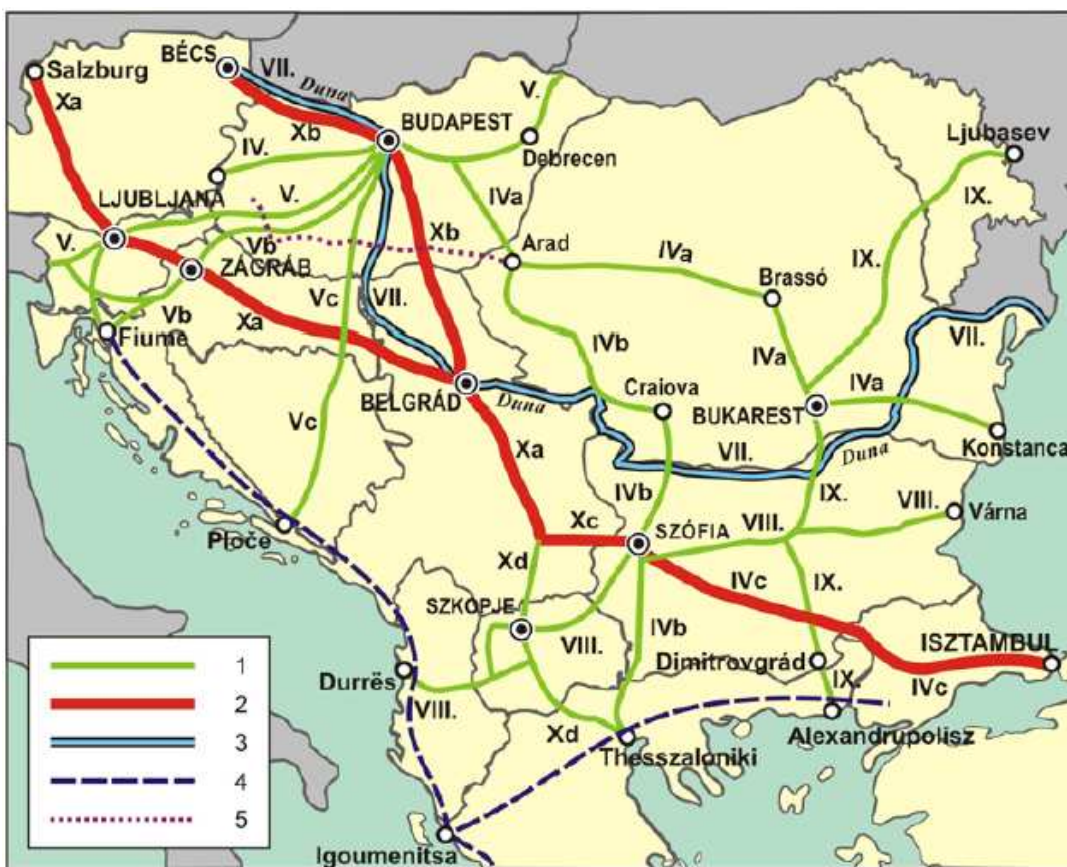 Salzburg
BÉCS
VII.
Duna
Xa
Xb
BUDAPEST
V.
Debrecen
Ljubasev
IV.
V.
IVa
IX.
LJUBLJANA
V.
Vb
Xb
Arad
IVa
IX.
Brassó
ZÁGRÁB
Vc
VII.
Vb
Fiume
Xa
IVb
IVa
VII.
Craiova
IVa
BELGRÁD
Duna
BUKAREST
Vc
Konstanca
Xa
VII.
Duna
IVb
IX.
Ploče
Xc
SZÓFIA
VIII.
VIII.
Várna
Xd
IVc
IX.
SZKOPJE
VIII.
IVb
Dimitrovgrád
ISZTAMBUL
Durrës
VIII.
IX.
IVc
Xd
Thesszaloniki
Alexandrupolisz
Igoumenitsa
1
2
3
4
5